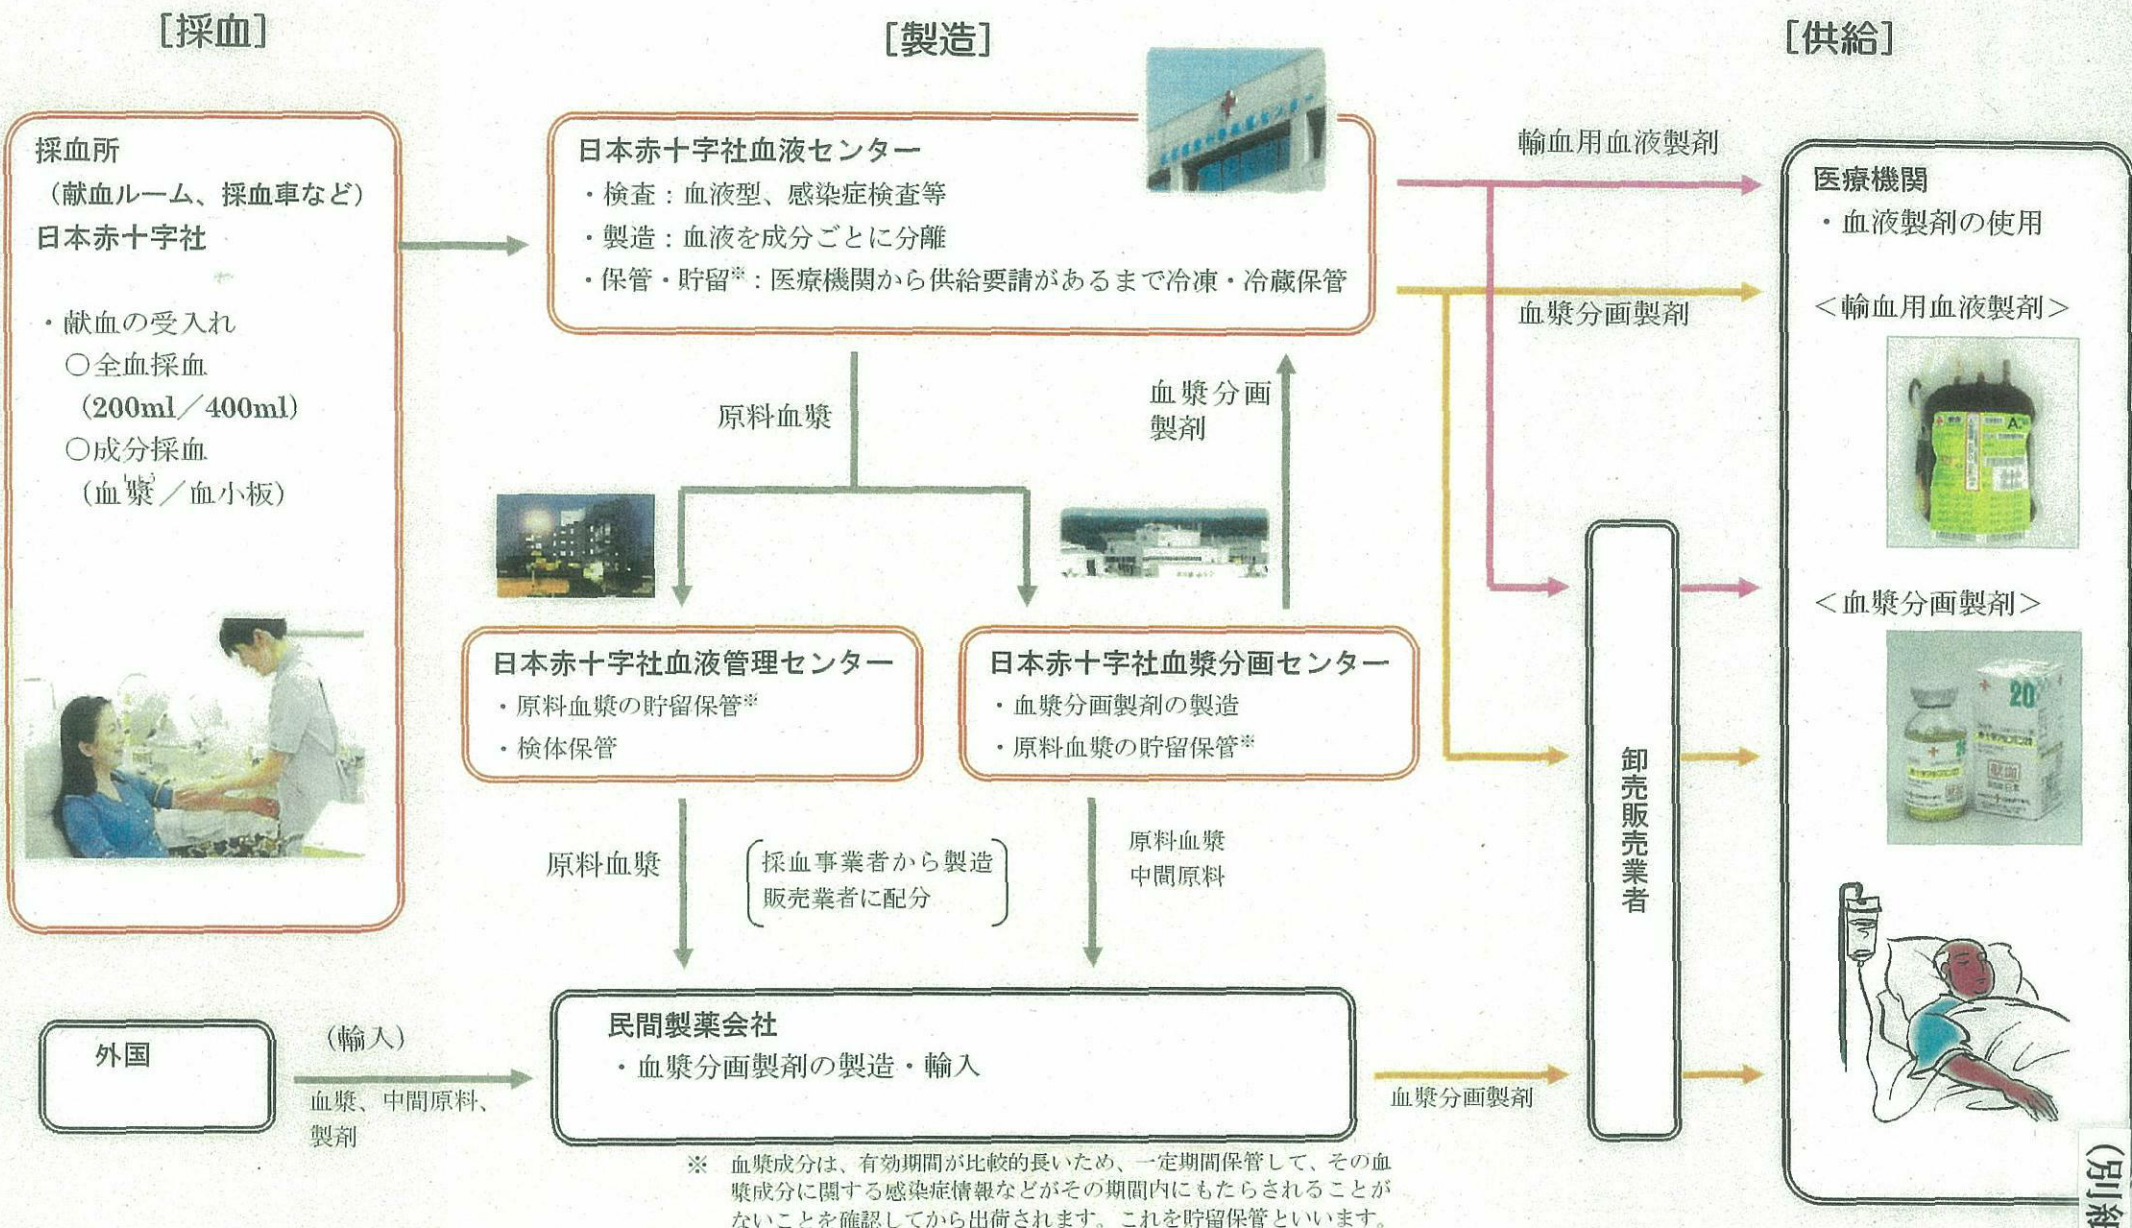 [採血]
[製造]
[供給]
採血所
（献血ルーム、採血車など）
日本赤十字社
・献血の受入れ
○全血採血
（200ml／400ml）
○成分採血
（血漿／血小板）
日本赤十字社血液センター
・検査：血液型、感染症検査等
・製造：血液を成分ごとに分離
・保管・貯留※：医療機関から供給要請があるまで冷凍・冷蔵保管
原料血漿
血漿分画
製剤
日本赤十字社血液管理センター
・原料血漿の貯留保管※
・検体保管
日本赤十字社血漿分画センター
・血漿分画製剤の製造
・原料血漿の貯留保管※
原料血漿
採血事業者から製造
販売業者に配分
原料血漿
中間原料
外国
（輸入）
血漿、中間原料、
製剤
民間製薬会社
・血漿分画製剤の製造・輸入
輸血用血液製剤
血漿分画製剤
血漿分画製剤
卸売販売業者
医療機関
・血液製剤の使用
＜輸血用血液製剤＞
A
＜血漿分画製剤＞
20
献血
※　血漿成分は、有効期間が比較的長いため、一定期間保管して、その血
漿成分に関する感染症情報などがその期間内にもたらされることが
ないことを確認してから出荷されます。これを貯留保管といいます。
（別紙